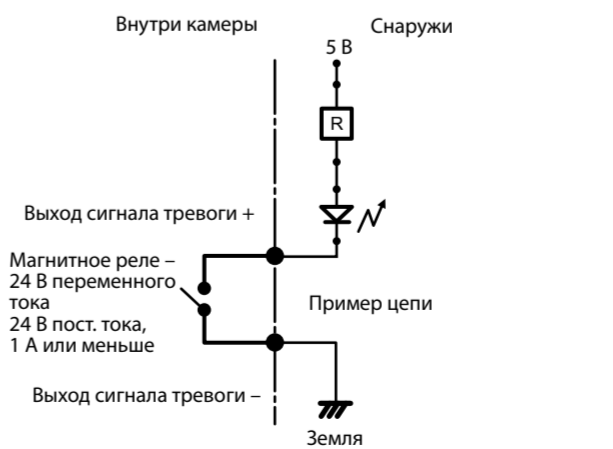 Внутри камеры
Снаружи
5 В
R
Выход сигнала тревоги +
Магнитное реле –
24 В переменного
тока
24 В пост. тока,
1 А или меньше
Пример цепи
Выход сигнала тревоги –
Земля